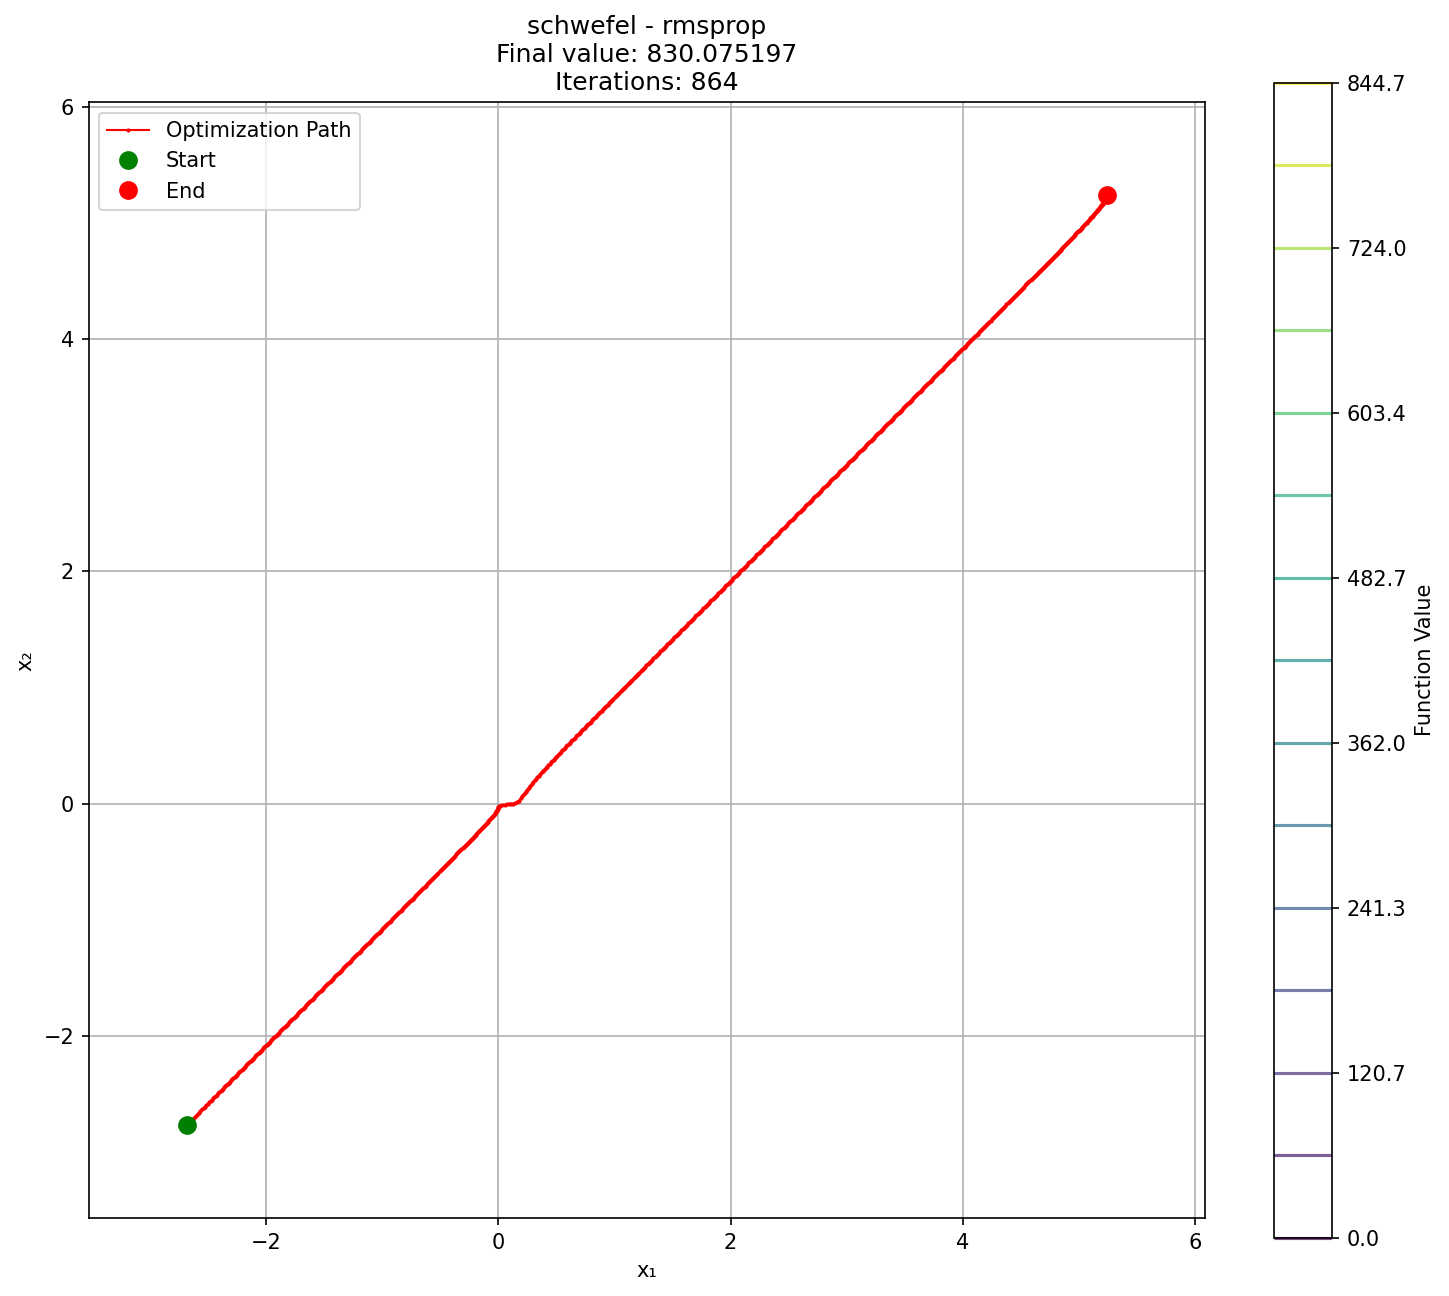 schwefel - rmsprop
Final value: 830.075197
Iterations: 864
Optimization Path
Start
End
6
4
2
0
−2
−2
0
2
4
6
x₁
x₂
844.7
724.0
603.4
482.7
362.0
241.3
120.7
0.0
Function Value